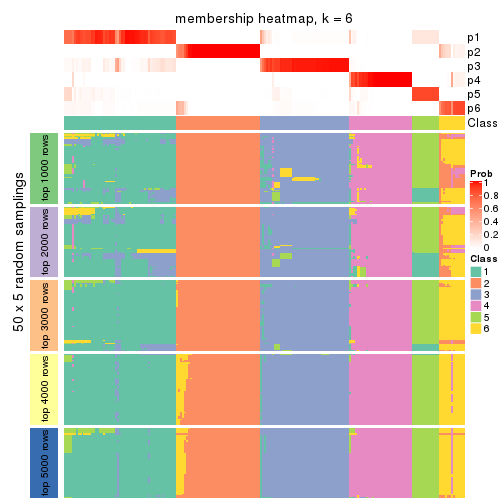 membership heatmap, k = 6
p1
p2
p3
p4
p5
p6
Class
50 x 5 random samplings
top 1000 rows
top 2000 rows
top 3000 rows
top 4000 rows
top 5000 rows
Prob
1
0.8
0.6
0.4
0.2
0
Class
1
2
3
4
5
6